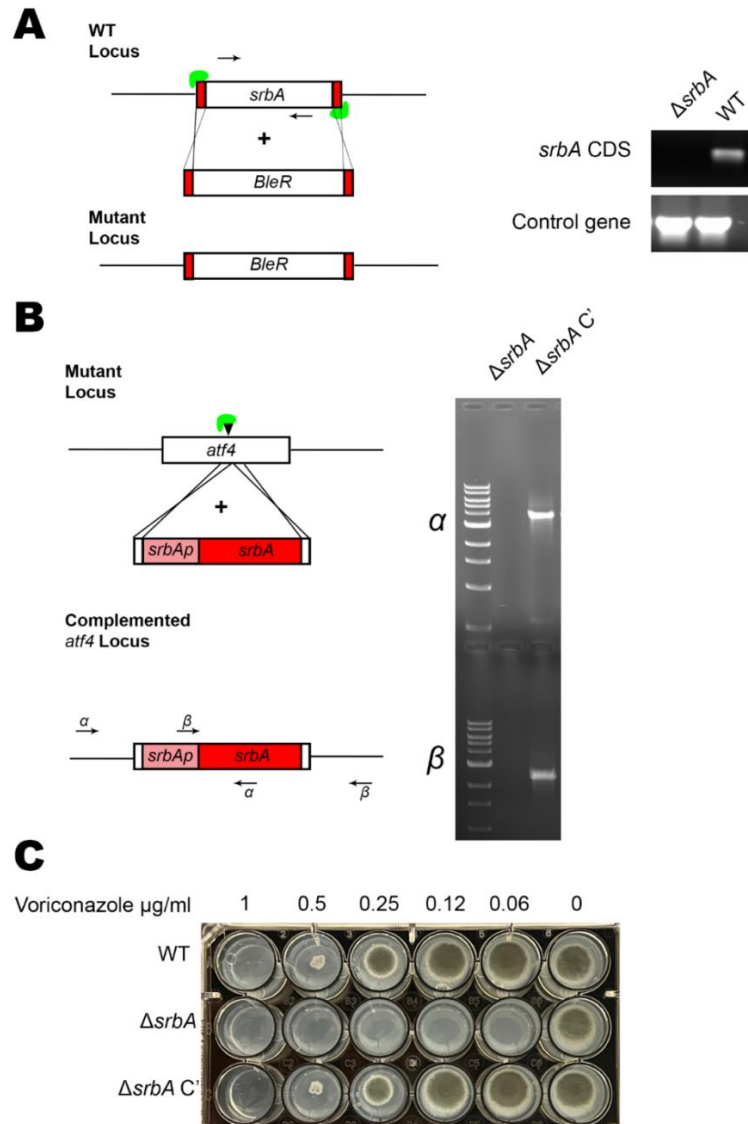 A
WT
Locus
srbA
+
BleR
Mutant
Locus
BleR
ΔsrbA
WT
srbA CDS
Control gene
B
Mutant
Locus
atf4
+
srbAp
srbA
Complemented
atf4 Locus
α
β
srbAp
srbA
α
β
ΔsrbA
ΔsrbA C'
α
β
C
Voriconazole µg/ml 1 0.5 0.25 0.12 0.06 0
WT
ΔsrbA
ΔsrbA C'